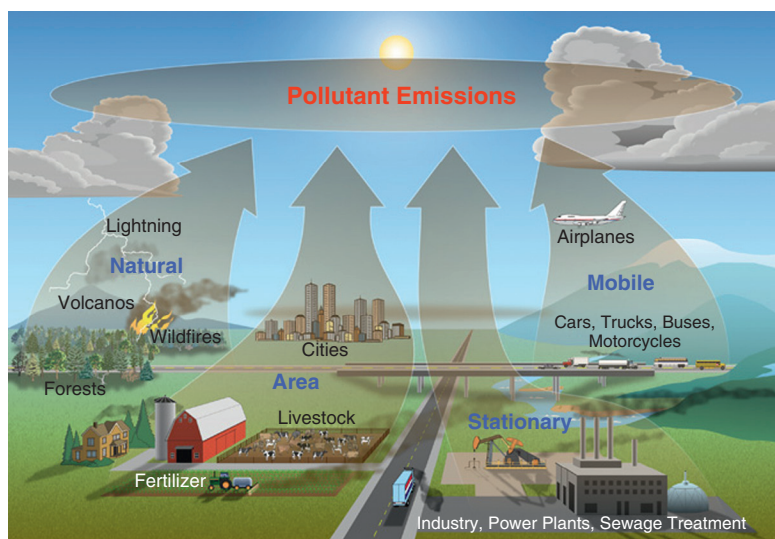 Pollutant Emissions
Lightning
Natural
Volcanos
Wildfires
Forests
Cities
Area
Livestock
Fertilizer
Airplanes
Mobile
Cars, Trucks, Buses,
Motorcycles
Stationary
Industry, Power Plants, Sewage Treatment